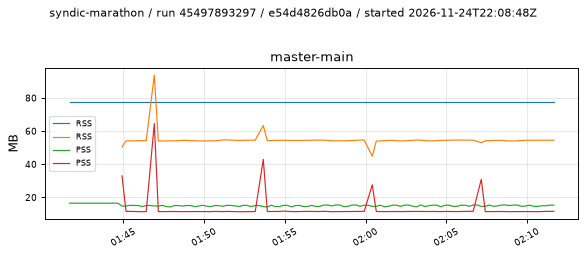 syndic-marathon / run 45497893297 / e54d4826db0a / started 2026-11-24T22:08:48Z
master-main
MB
80
60
40
20
RSS
RSS
PSS
PSS
01:45
01:50
01:55
02:00
02:05
02:10